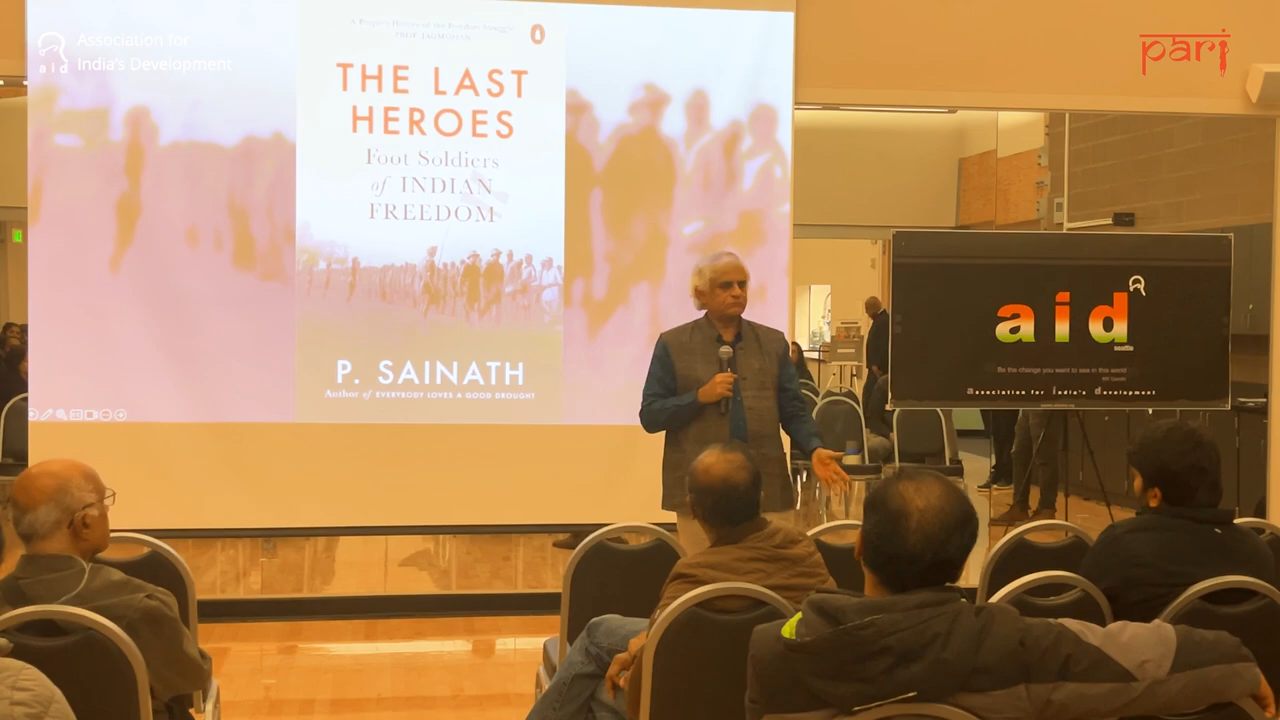 Association for
India's Development
aid
pari
A People's History of the Freedom Struggle
THE LAST
HEROES
Foot Soldiers
of INDIAN
FREEDOM
P. SAINATH
Author of EVERYBODY LOVES A GOOD DROUGHT
aid
seattle
Be the change you want to see in this world
association for india's development